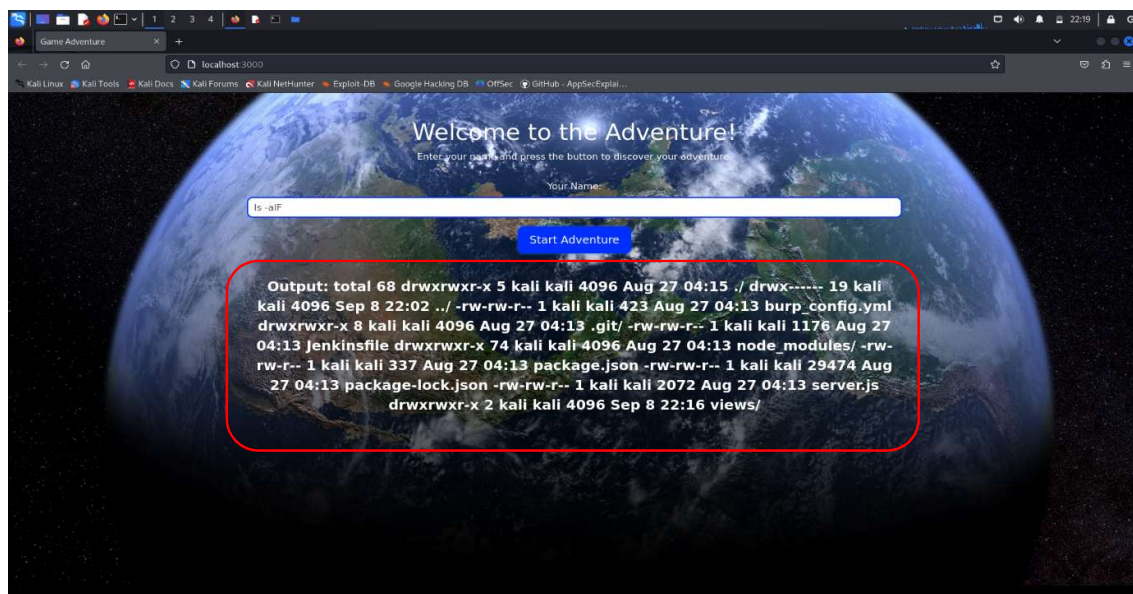 1 2 3 4 22:19
Game Adventure
localhost:3000
Kali Linux Kali Tools Kali Docs Kali Forums Kali NetHunter Exploit-DB Google Hacking DB OffSec GitHub - AppSecExplai...
Welcome to the Adventure!
Enter your name and press the button to discover your adventure.
Your Name:
ls -alF
Start Adventure
Output: total 68 drwxrwxr-x 5 kali kali 4096 Aug 27 04:15 ./ drwx------ 19 kali
kali 4096 Sep 8 22:02 ../ -rw-rw-r-- 1 kali kali 423 Aug 27 04:13 burp_config.yml
drwxrwxr-x 8 kali kali 4096 Aug 27 04:13 .git/ -rw-rw-r-- 1 kali kali 1176 Aug 27
04:13 Jenkinsfile drwxrwxr-x 74 kali kali 4096 Aug 27 04:13 node_modules/ -rw-
rw-r-- 1 kali kali 337 Aug 27 04:13 package.json -rw-rw-r-- 1 kali kali 29474 Aug
27 04:13 package-lock.json -rw-rw-r-- 1 kali kali 2072 Aug 27 04:13 server.js
drwxrwxr-x 2 kali kali 4096 Sep 8 22:16 views/